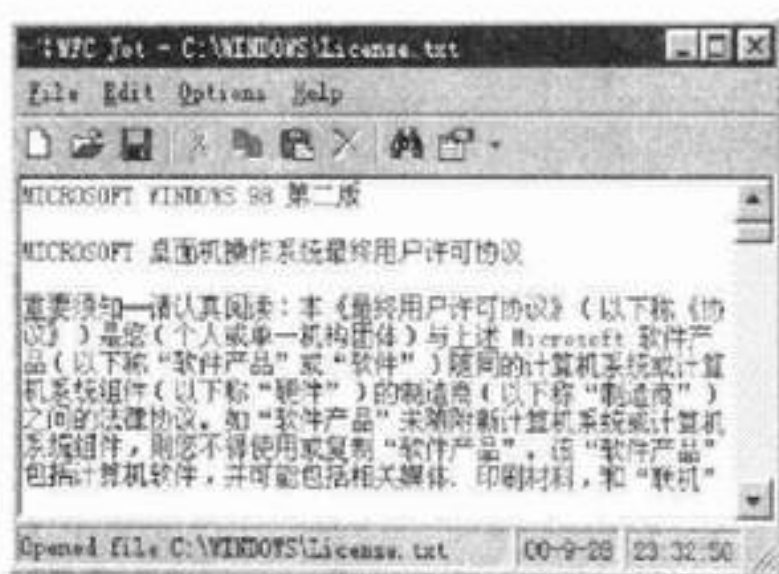 WFC Jot - C:\WINDOWS\License.txt
File Edit Options Help
MICROSOFT WINDOWS 98 第二版
MICROSOFT 桌面机操作系统最终用户许可协议
重要须知—请认真阅读：本《最终用户许可协议》（以下称《协
议》）是您（个人或单一机构团体）与上述 Microsoft 软件产
品（以下称“软件产品”或“软件”）随同的计算机系统或计算
机系统组件（以下称“硬件”）的制造商（以下称“制造商”）
之间的法律协议。如“软件产品”未随附新计算机系统或计算机
系统组件，则您不得使用或复制“软件产品”。该“软件产品”
包括计算机软件，并可能包括相关媒体、印刷材料，和“联机”
Opened file C:\WINDOWS\License.txt 00-9-28 23:32:50